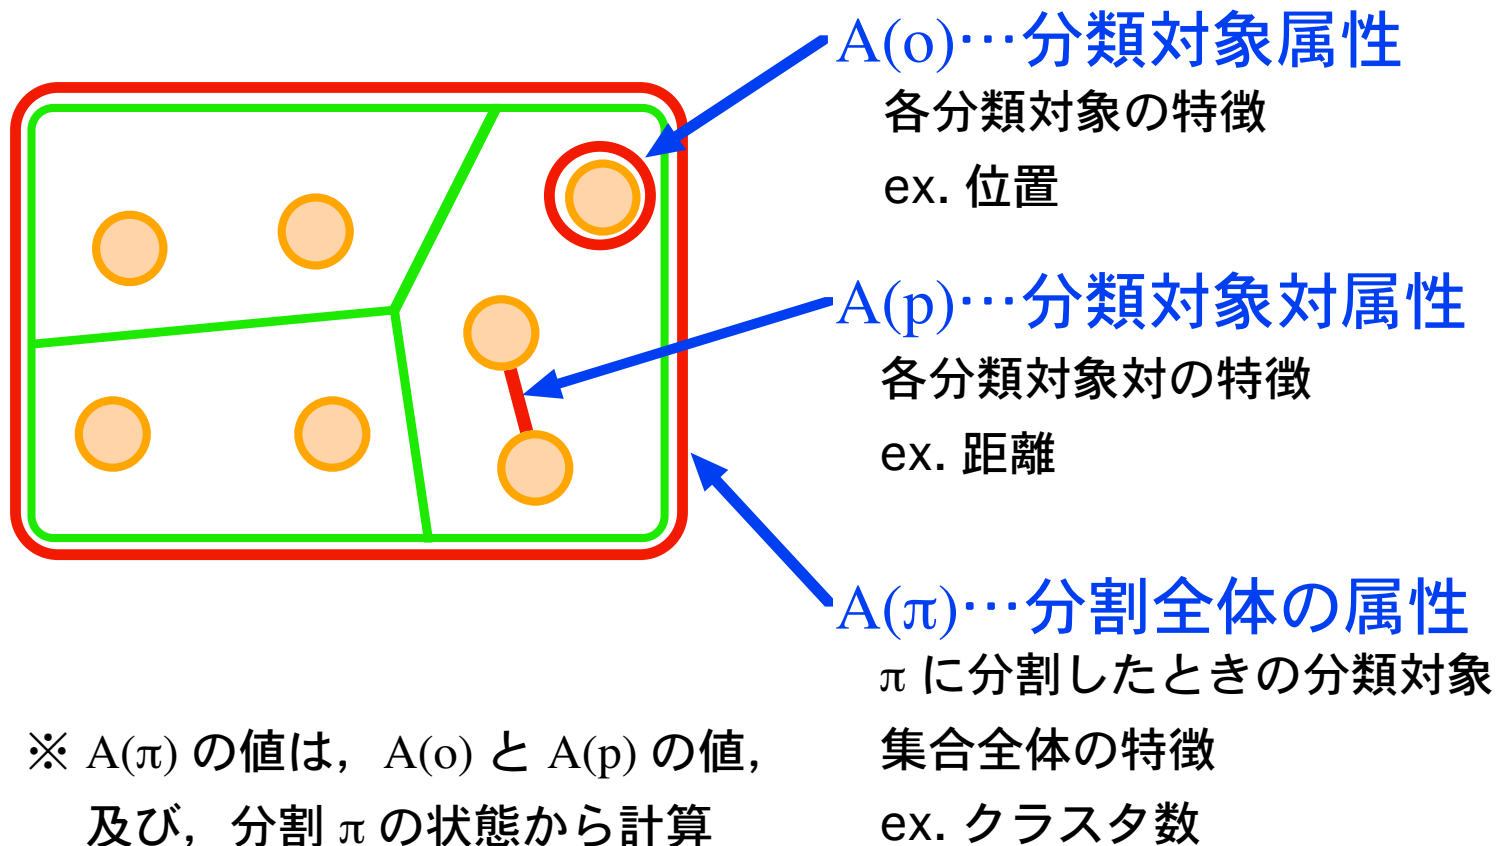 A(o)…分類対象属性
各分類対象の特徴
ex. 位置
A(p)…分類対象対属性
各分類対象対の特徴
ex. 距離
A(π)…分割全体の属性
π に分割したときの分類対象
集合全体の特徴
ex. クラスタ数
※ A(π) の値は，A(o) と A(p) の値，
及び，分割 π の状態から計算